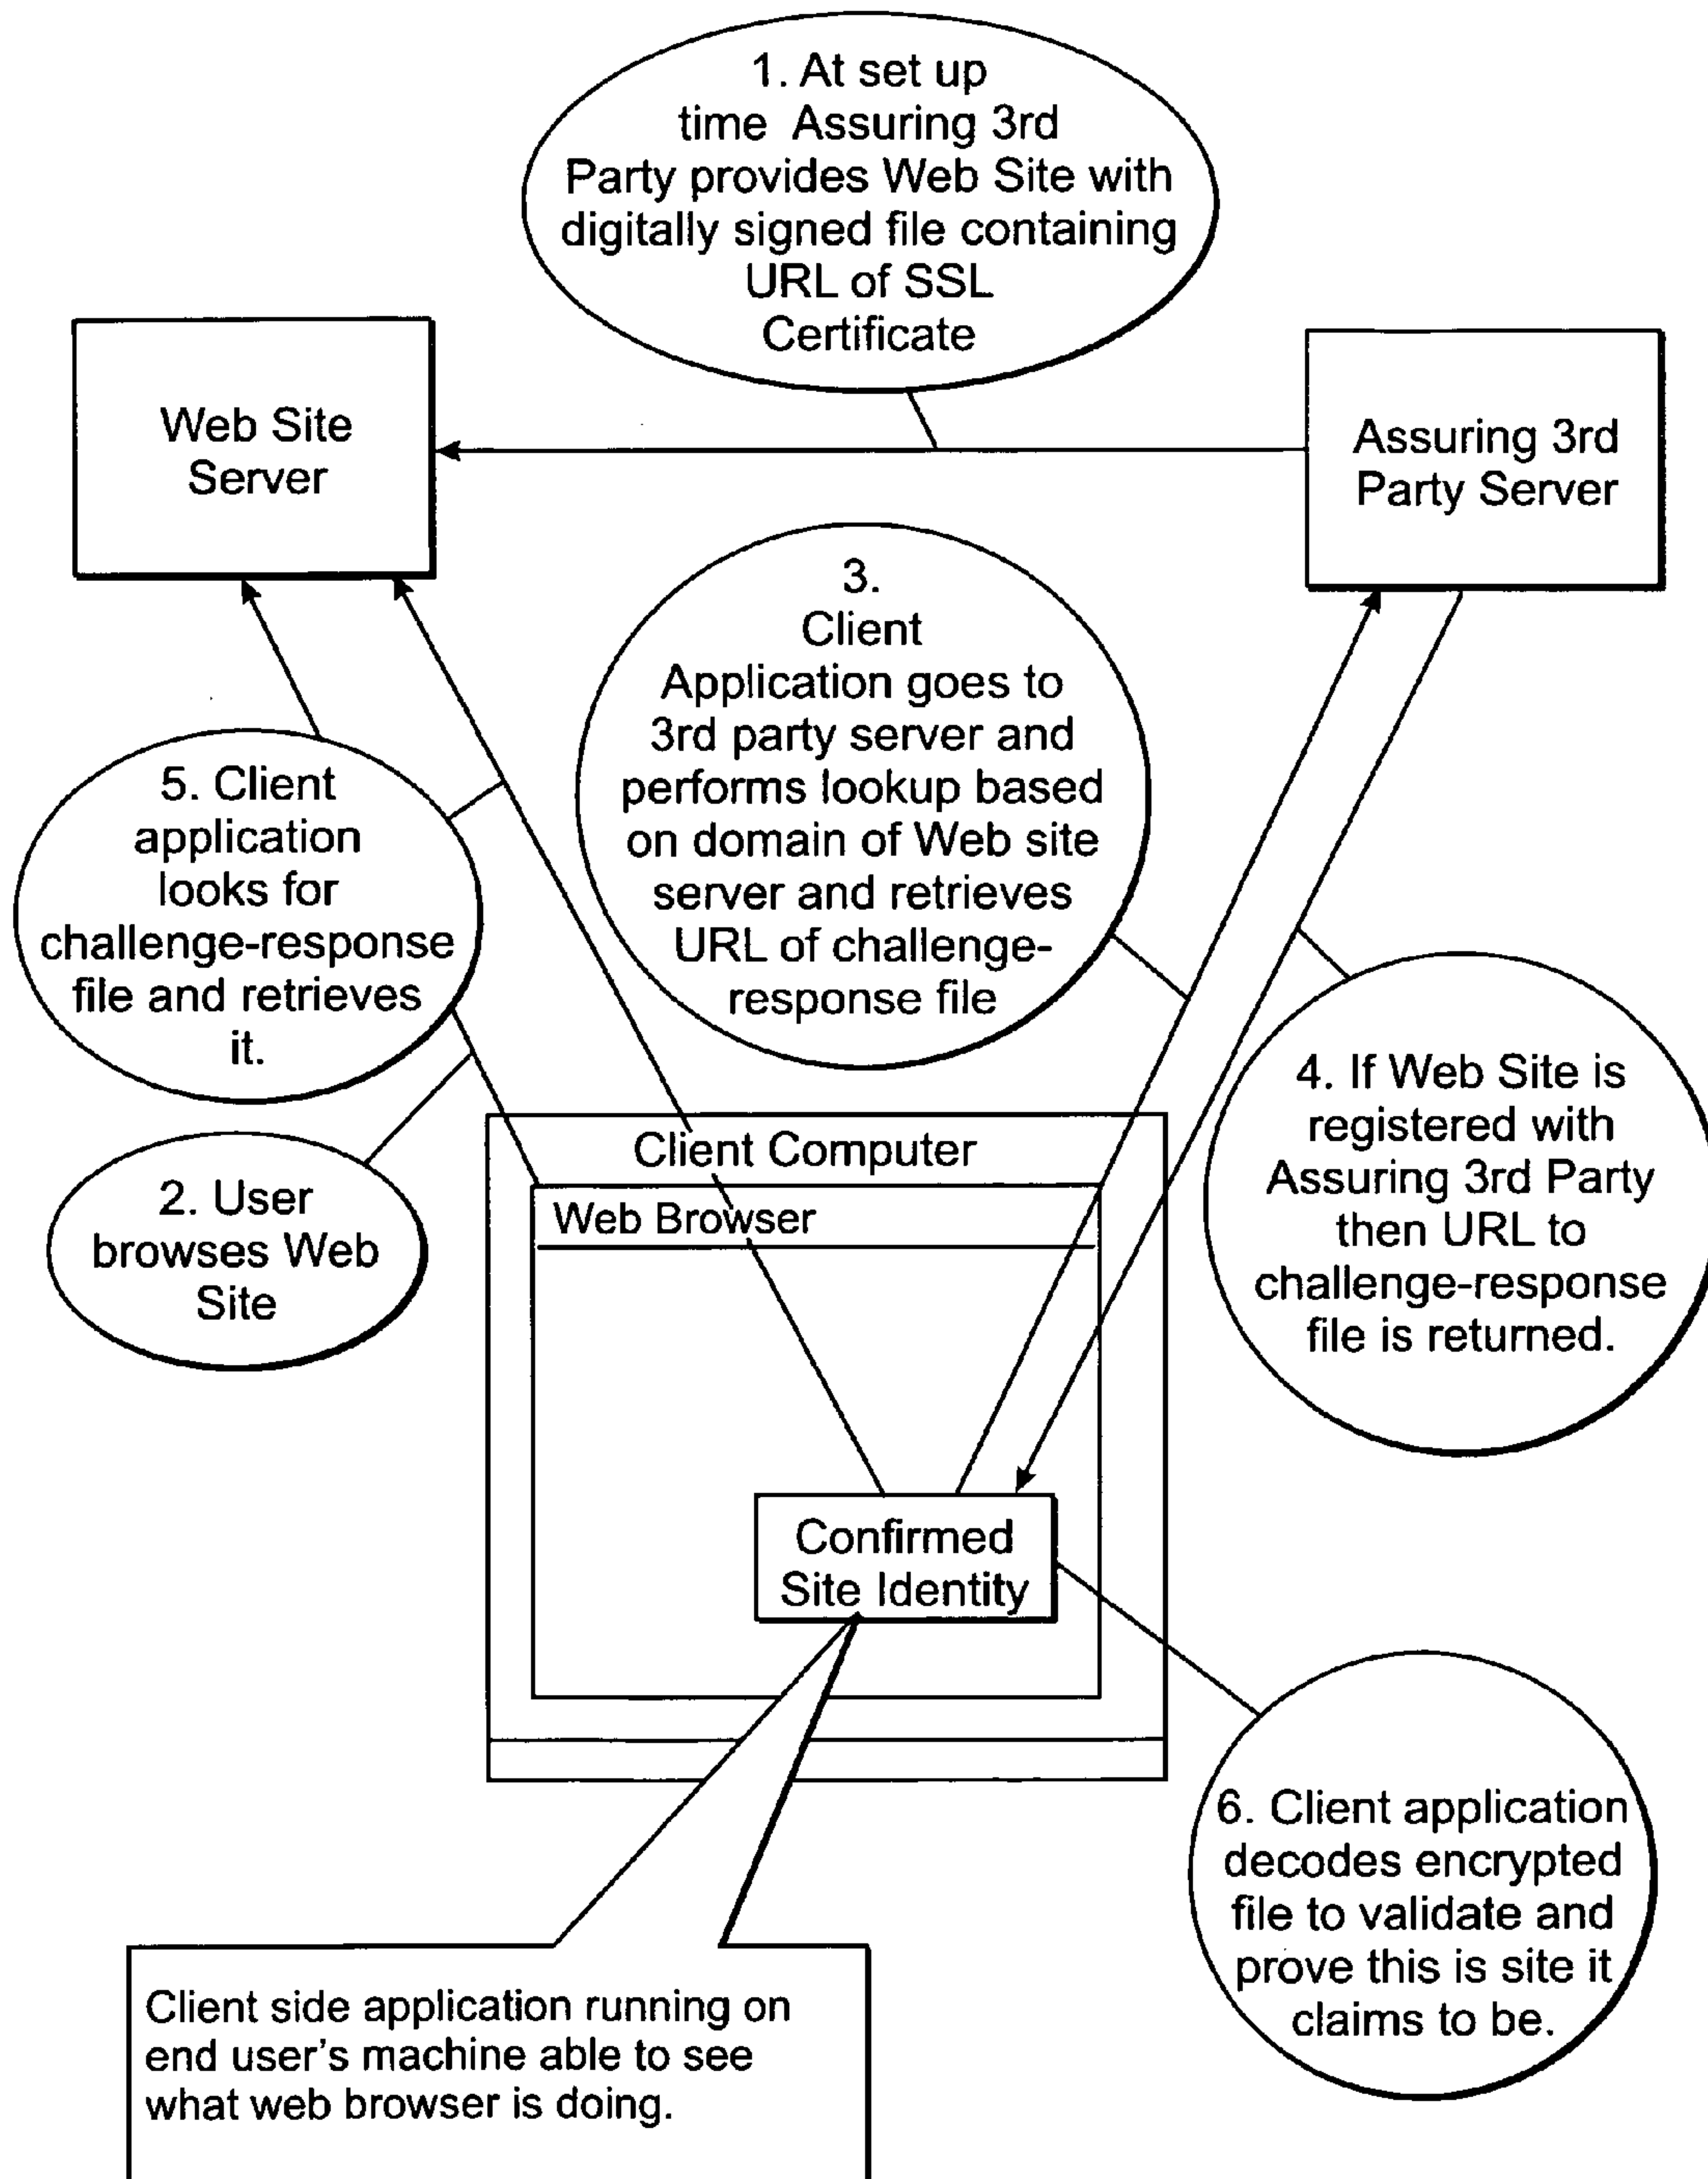 1. At set up
time Assuring 3rd
Party provides Web Site with
digitally signed file containing
URL of SSL
Certificate
Web Site
Server
Assuring 3rd
Party Server
3.
Client
Application goes to
3rd party server and
performs lookup based
on domain of Web site
server and retrieves
URL of challenge-
response file
5. Client
application
looks for
challenge-response
file and retrieves
it.
4. If Web Site is
registered with
Assuring 3rd Party
then URL to
challenge-response
file is returned.
2. User
browses Web
Site
Client Computer
Web Browser
Confirmed
Site Identity
6. Client application
decodes encrypted
file to validate and
prove this is site it
claims to be.
Client side application running on
end user's machine able to see
what web browser is doing.